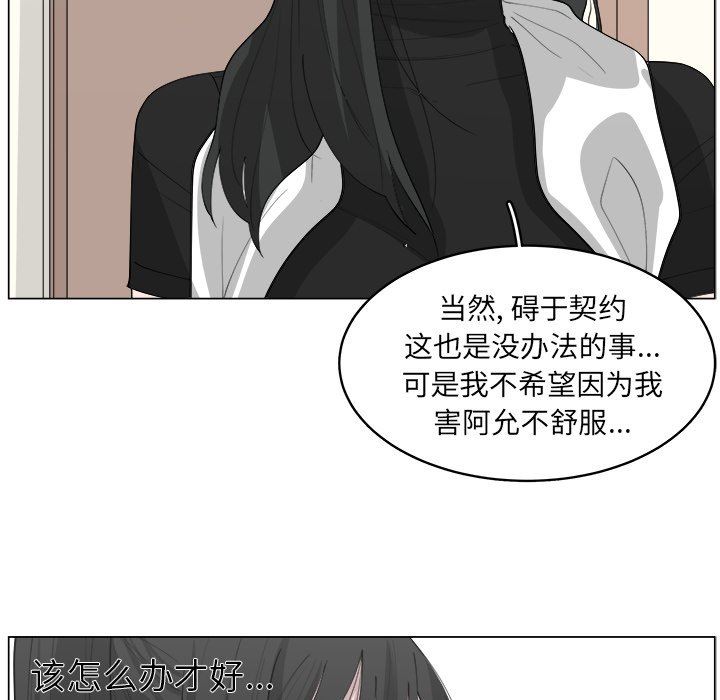 当然, 碍于契约
这也是没办法的事...
可是我不希望因为我
害阿允不舒服...
该怎么办才好...